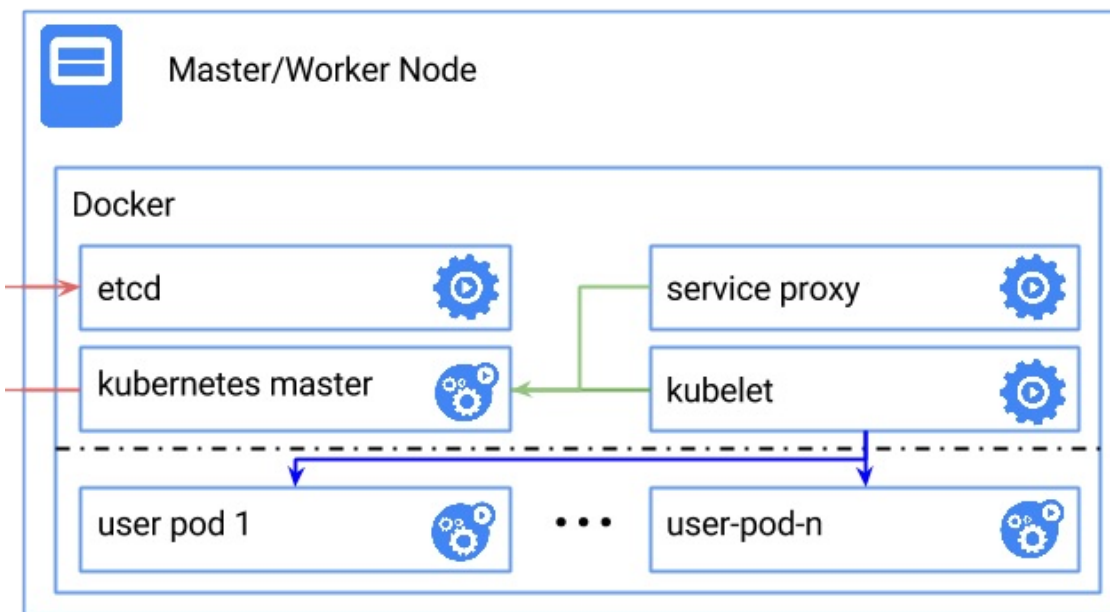 Master/Worker Node
Docker
etcd
service proxy
kubernetes master
kubelet
user pod 1
...
user-pod-n